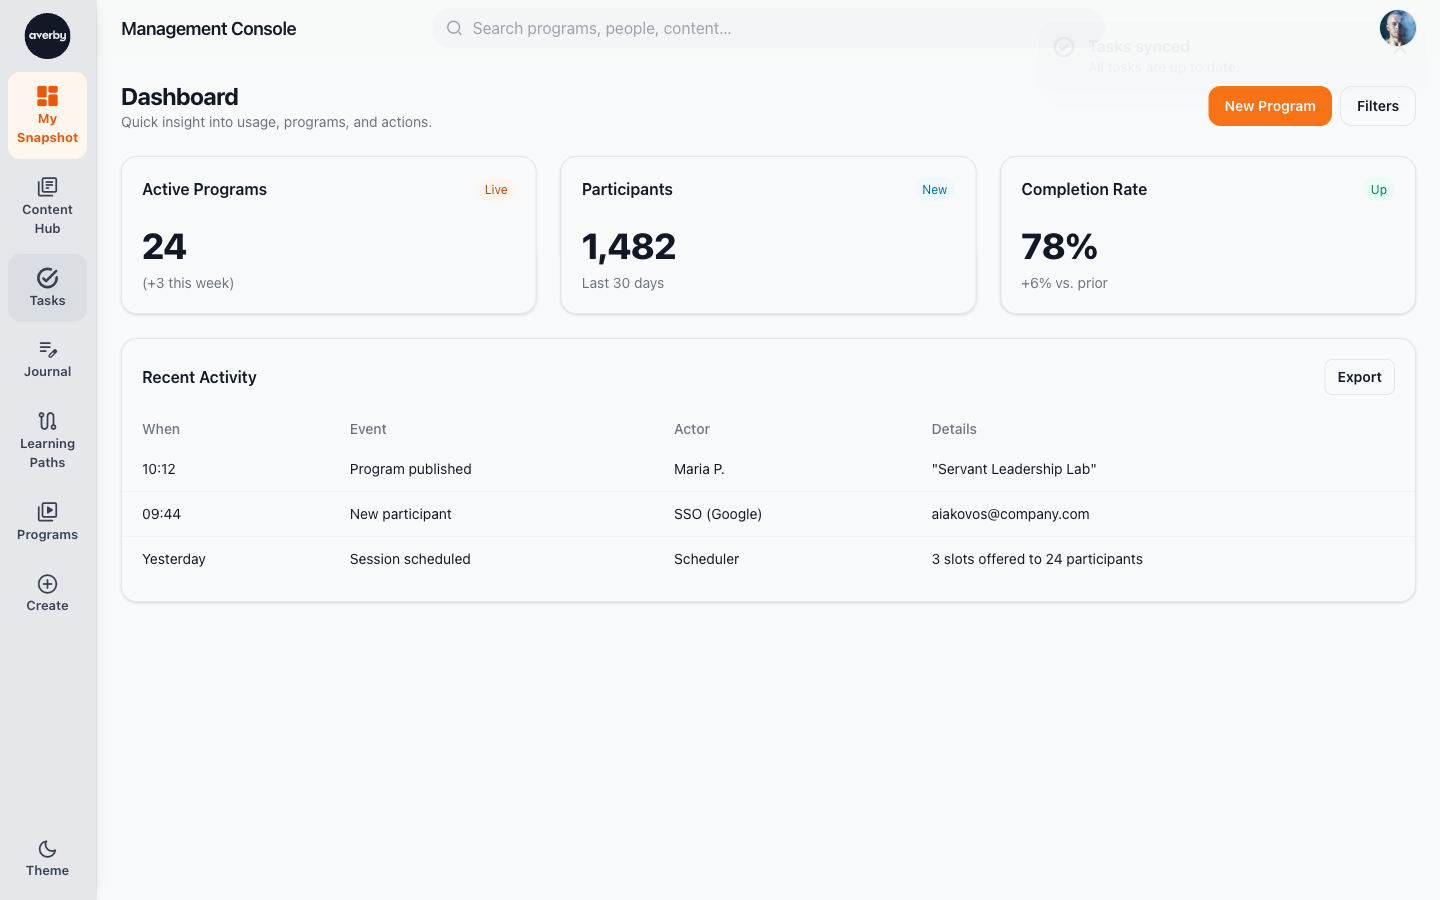 averby
My
Snapshot
Content
Hub
Tasks
Journal
Learning
Paths
Programs
Create
Theme
Management Console
Search programs, people, content...
Tasks synced
All tasks are up to date.
Dashboard
Quick insight into usage, programs, and actions.
New Program
Filters
Active Programs
Live
24
(+3 this week)
Participants
New
1,482
Last 30 days
Completion Rate
Up
78%
+6% vs. prior
Recent Activity
Export
When Event Actor Details
10:12 Program published Maria P. "Servant Leadership Lab"
09:44 New participant SSO (Google) aiakovos@company.com
Yesterday Session scheduled Scheduler 3 slots offered to 24 participants